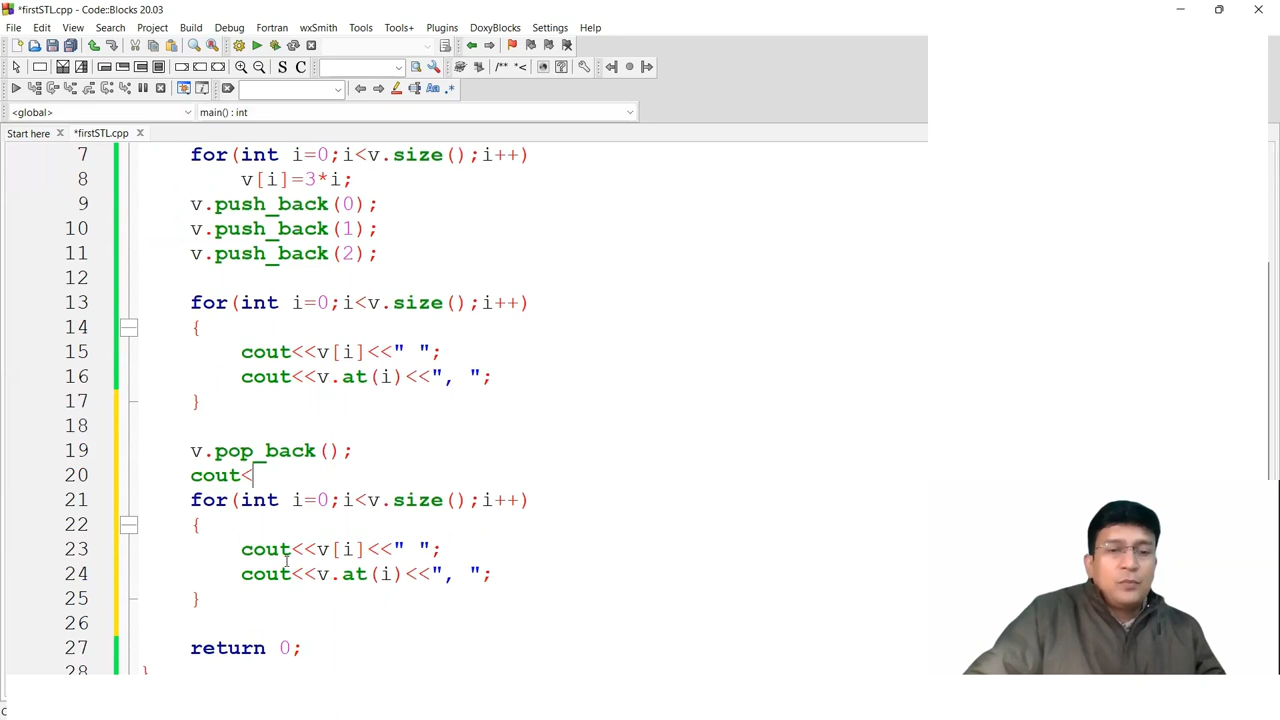 *firstSTL.cpp - Code::Blocks 20.03
File Edit View Search Project Build Debug Fortran wxSmith Tools Tools+ Plugins DoxyBlocks Settings Help
S C /** *<
Aa .*
<global> main() : int
Start here *firstSTL.cpp
7 for(int i=0;i<v.size();i++)
8 v[i]=3*i;
9 v.push_back(0);
10 v.push_back(1);
11 v.push_back(2);
12
13 for(int i=0;i<v.size();i++)
14 {
15 cout<<v[i]<<" ";
16 cout<<v.at(i)<<", ";
17 }
18
19 v.pop_back();
20 cout<
21 for(int i=0;i<v.size();i++)
22 {
23 cout<<v[i]<<" ";
24 cout<<v.at(i)<<", ";
25 }
26
27 return 0;
28 }